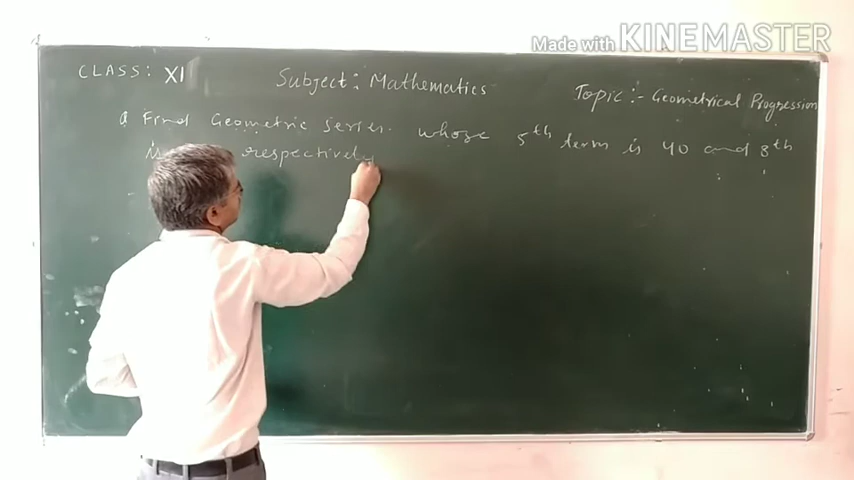 Made with KINEMASTER
CLASS: XI
Subject: Mathematics
Topic:- Geometrical Progression
Q Find Geometric Series whose 5th term is 40 and 8th
is respectively